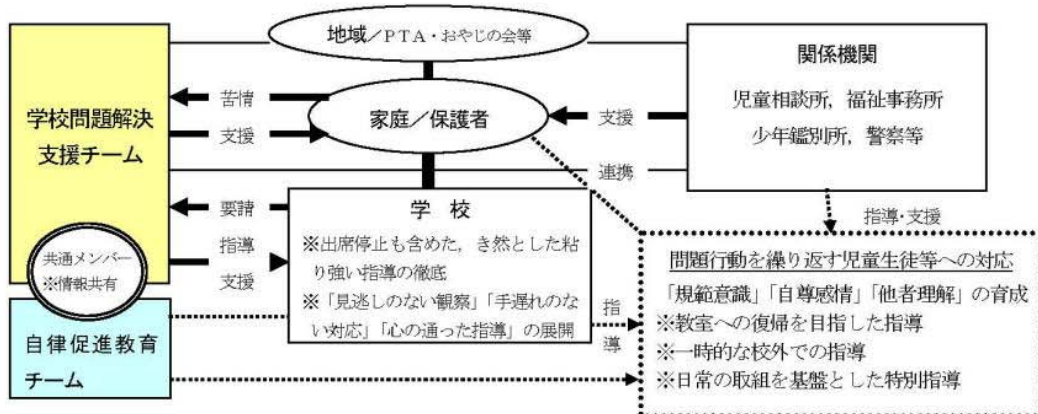 地域／PTA・おやじの会等
学校問題解決
支援チーム
苦情
支援
家庭／保護者
支援
関係機関
児童相談所，福祉事務所
少年鑑別所，警察等
連携
要請
指導
支援
学　校
※出席停止も含めた，き然とした粘
り強い指導の徹底
※「見逃しのない観察」「手遅れのな
い対応」「心の通った指導」の展開
共通メンバー
※情報共有
自律促進教育
チーム
指導・支援
指
導
問題行動を繰り返す児童生徒等への対応
「規範意識」「自尊感情」「他者理解」の育成
※教室への復帰を目指した指導
※一時的な校外での指導
※日常の取組を基盤とした特別指導